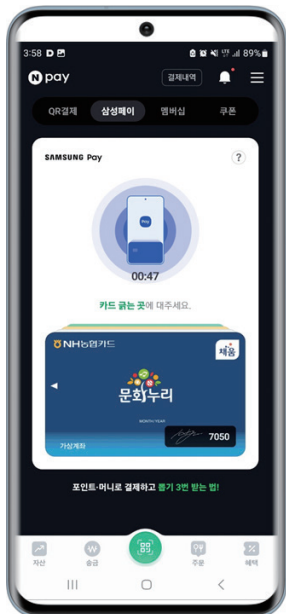 3:58
89%
N pay
결제내역
QR결제 삼성페이 멤버십 쿠폰
SAMSUNG Pay
?
Pay
00:47
카드 긁는 곳에 대주세요.
NH농협카드
채움
문화누리
MONTH/YEAR
7050
가상계좌
포인트·머니로 결제하고 뽑기 3번 받는 법!
자산 송금 주문 혜택